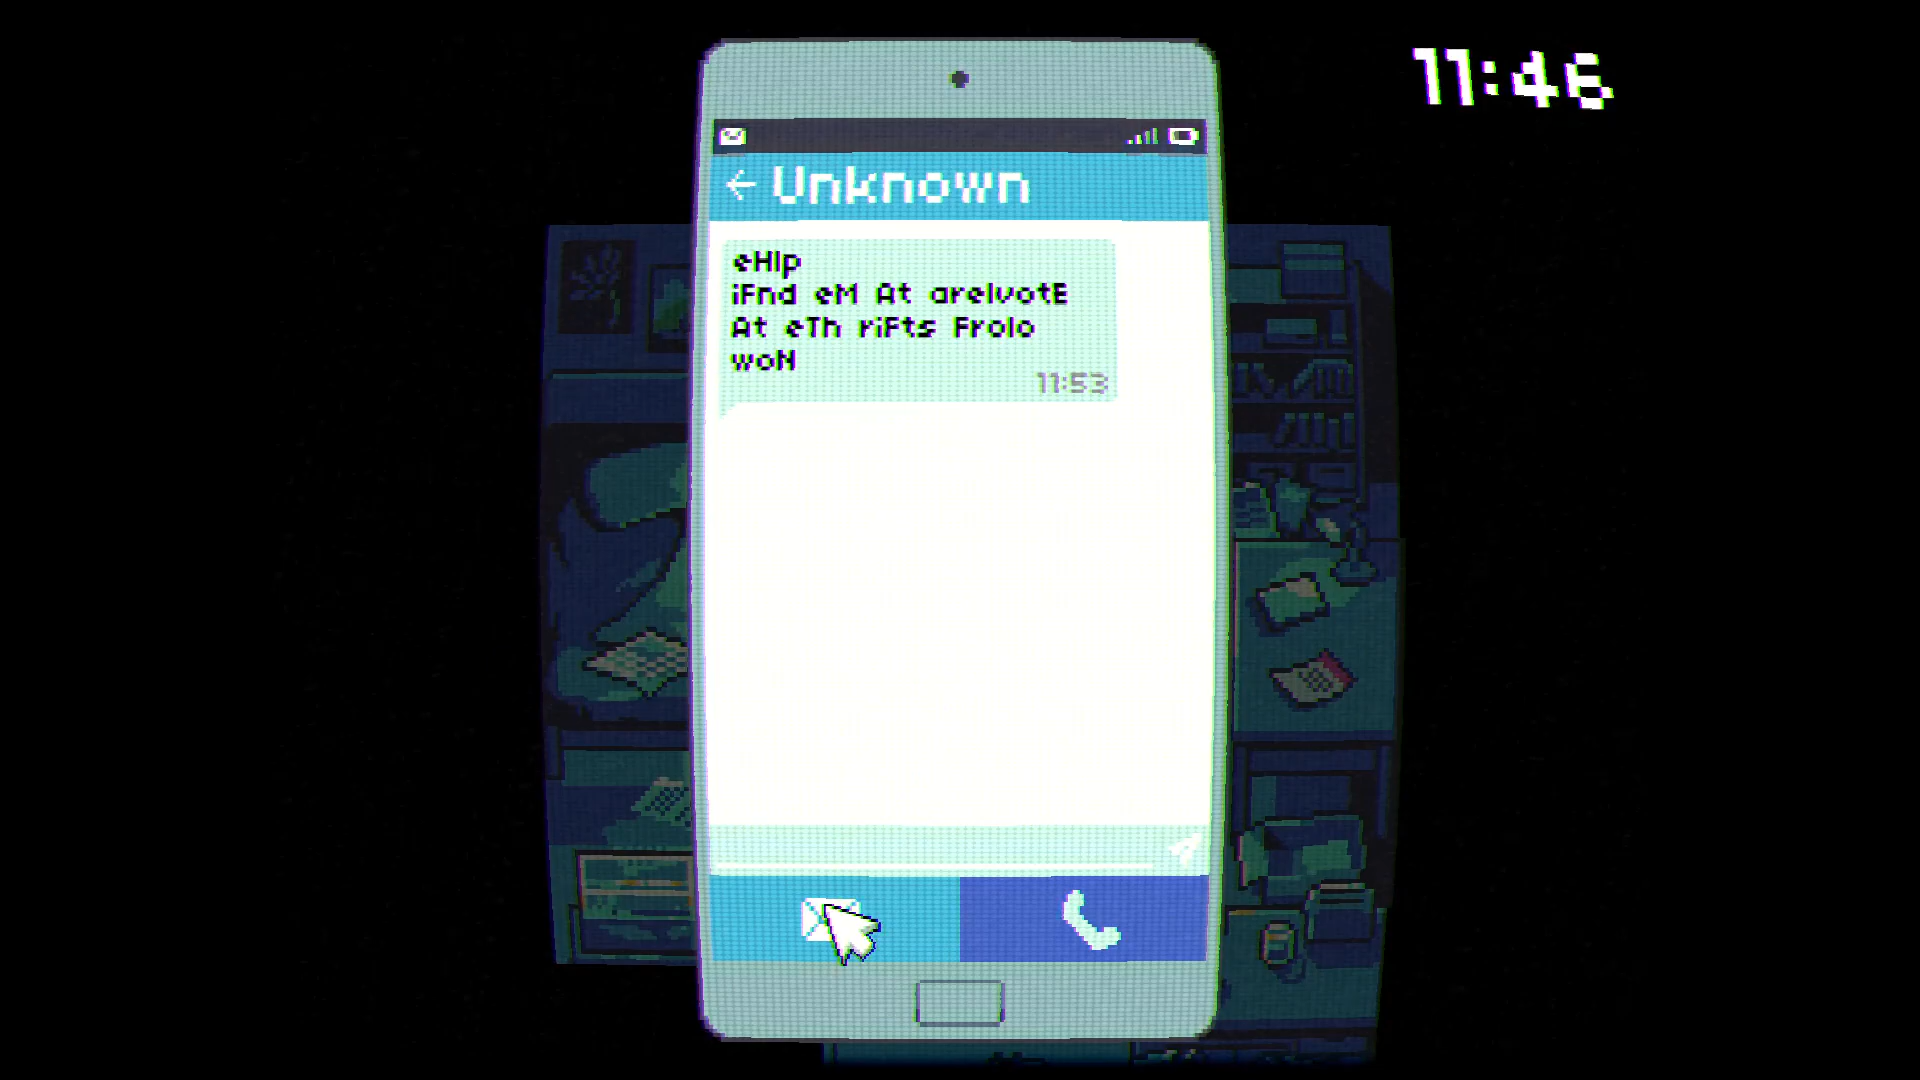 11:46
Unknown
eHlp
iFnd eM At arelvotE
At eTh riFts Frolo
woN
11:53